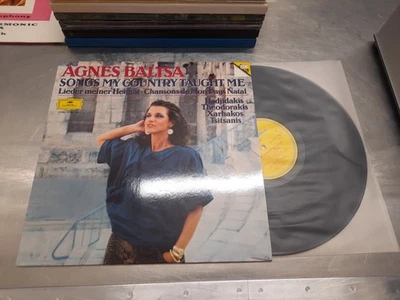 AGNES BALTSA
SONGS MY COUNTRY TAUGHT ME
Lieder meiner Heimat · Chansons de Mon Pays Natal
Hadjidakis
Theodorakis
Xarhakos
Tsitsanis